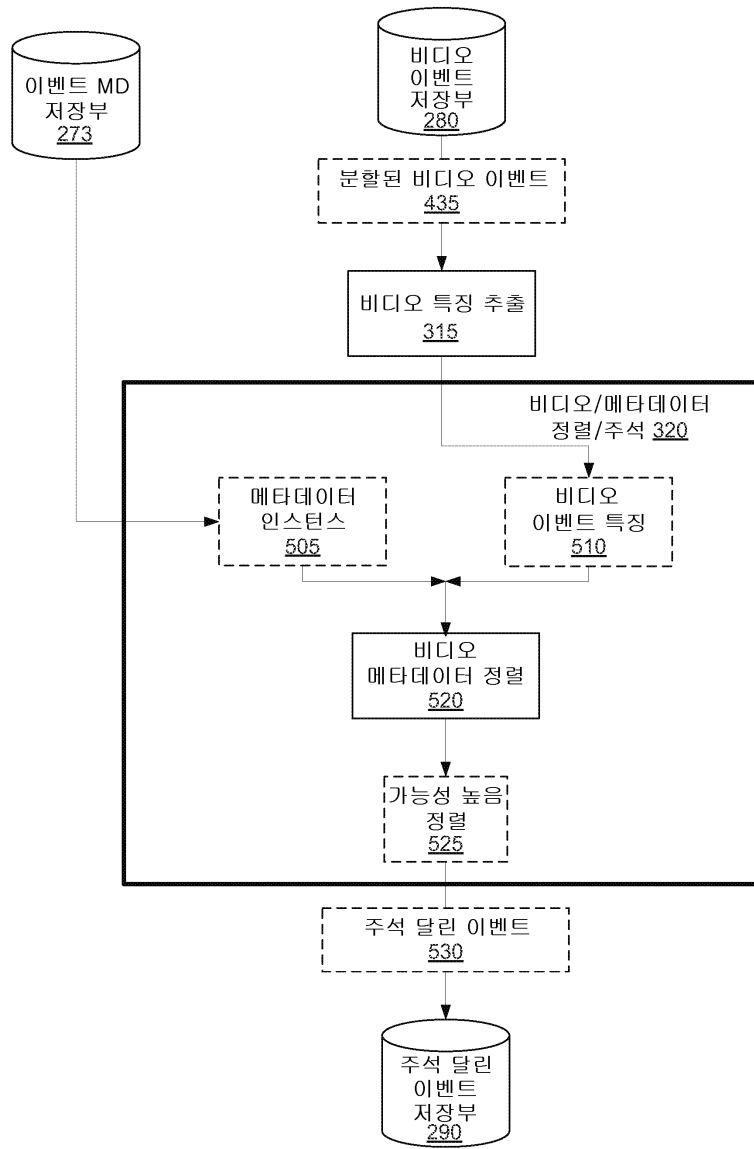 이벤트 MD
저장부
273
비디오
이벤트
저장부
280
분할된 비디오 이벤트
435
비디오 특징 추출
315
비디오/메타데이터
정렬/주석 320
메타데이터
인스턴스
505
비디오
이벤트 특징
510
비디오
메타데이터 정렬
520
가능성 높음
정렬
525
주석 달린 이벤트
530
주석 달린
이벤트
저장부
290